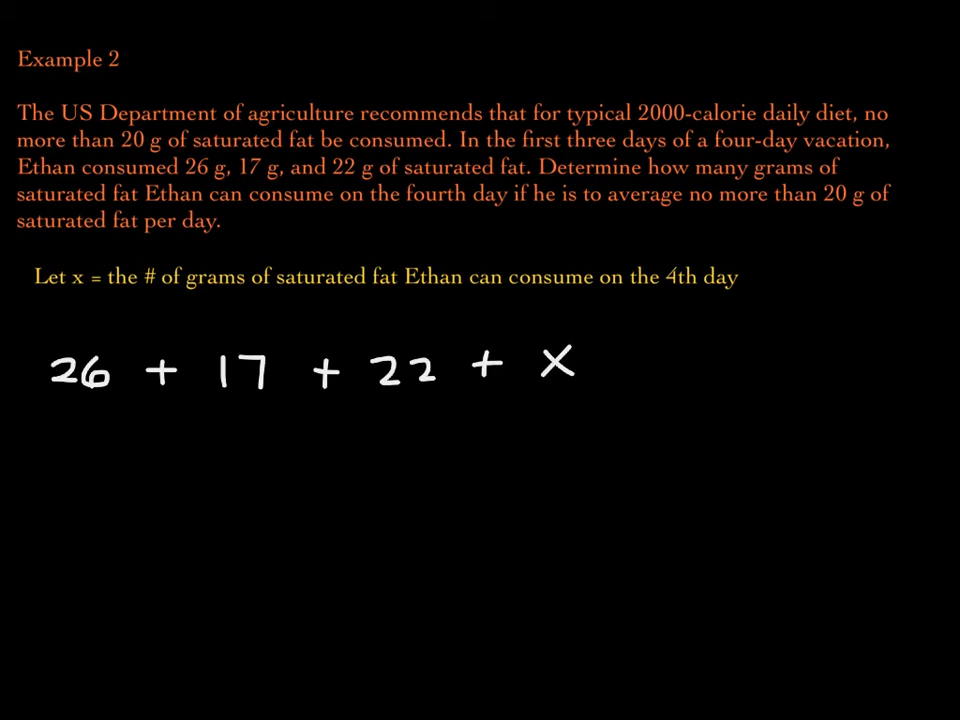 Example 2
The US Department of agriculture recommends that for typical 2000-calorie daily diet, no
more than 20 g of saturated fat be consumed. In the first three days of a four-day vacation,
Ethan consumed 26 g, 17 g, and 22 g of saturated fat. Determine how many grams of
saturated fat Ethan can consume on the fourth day if he is to average no more than 20 g of
saturated fat per day.
Let x = the # of grams of saturated fat Ethan can consume on the 4th day
26 + 17 + 22 + x